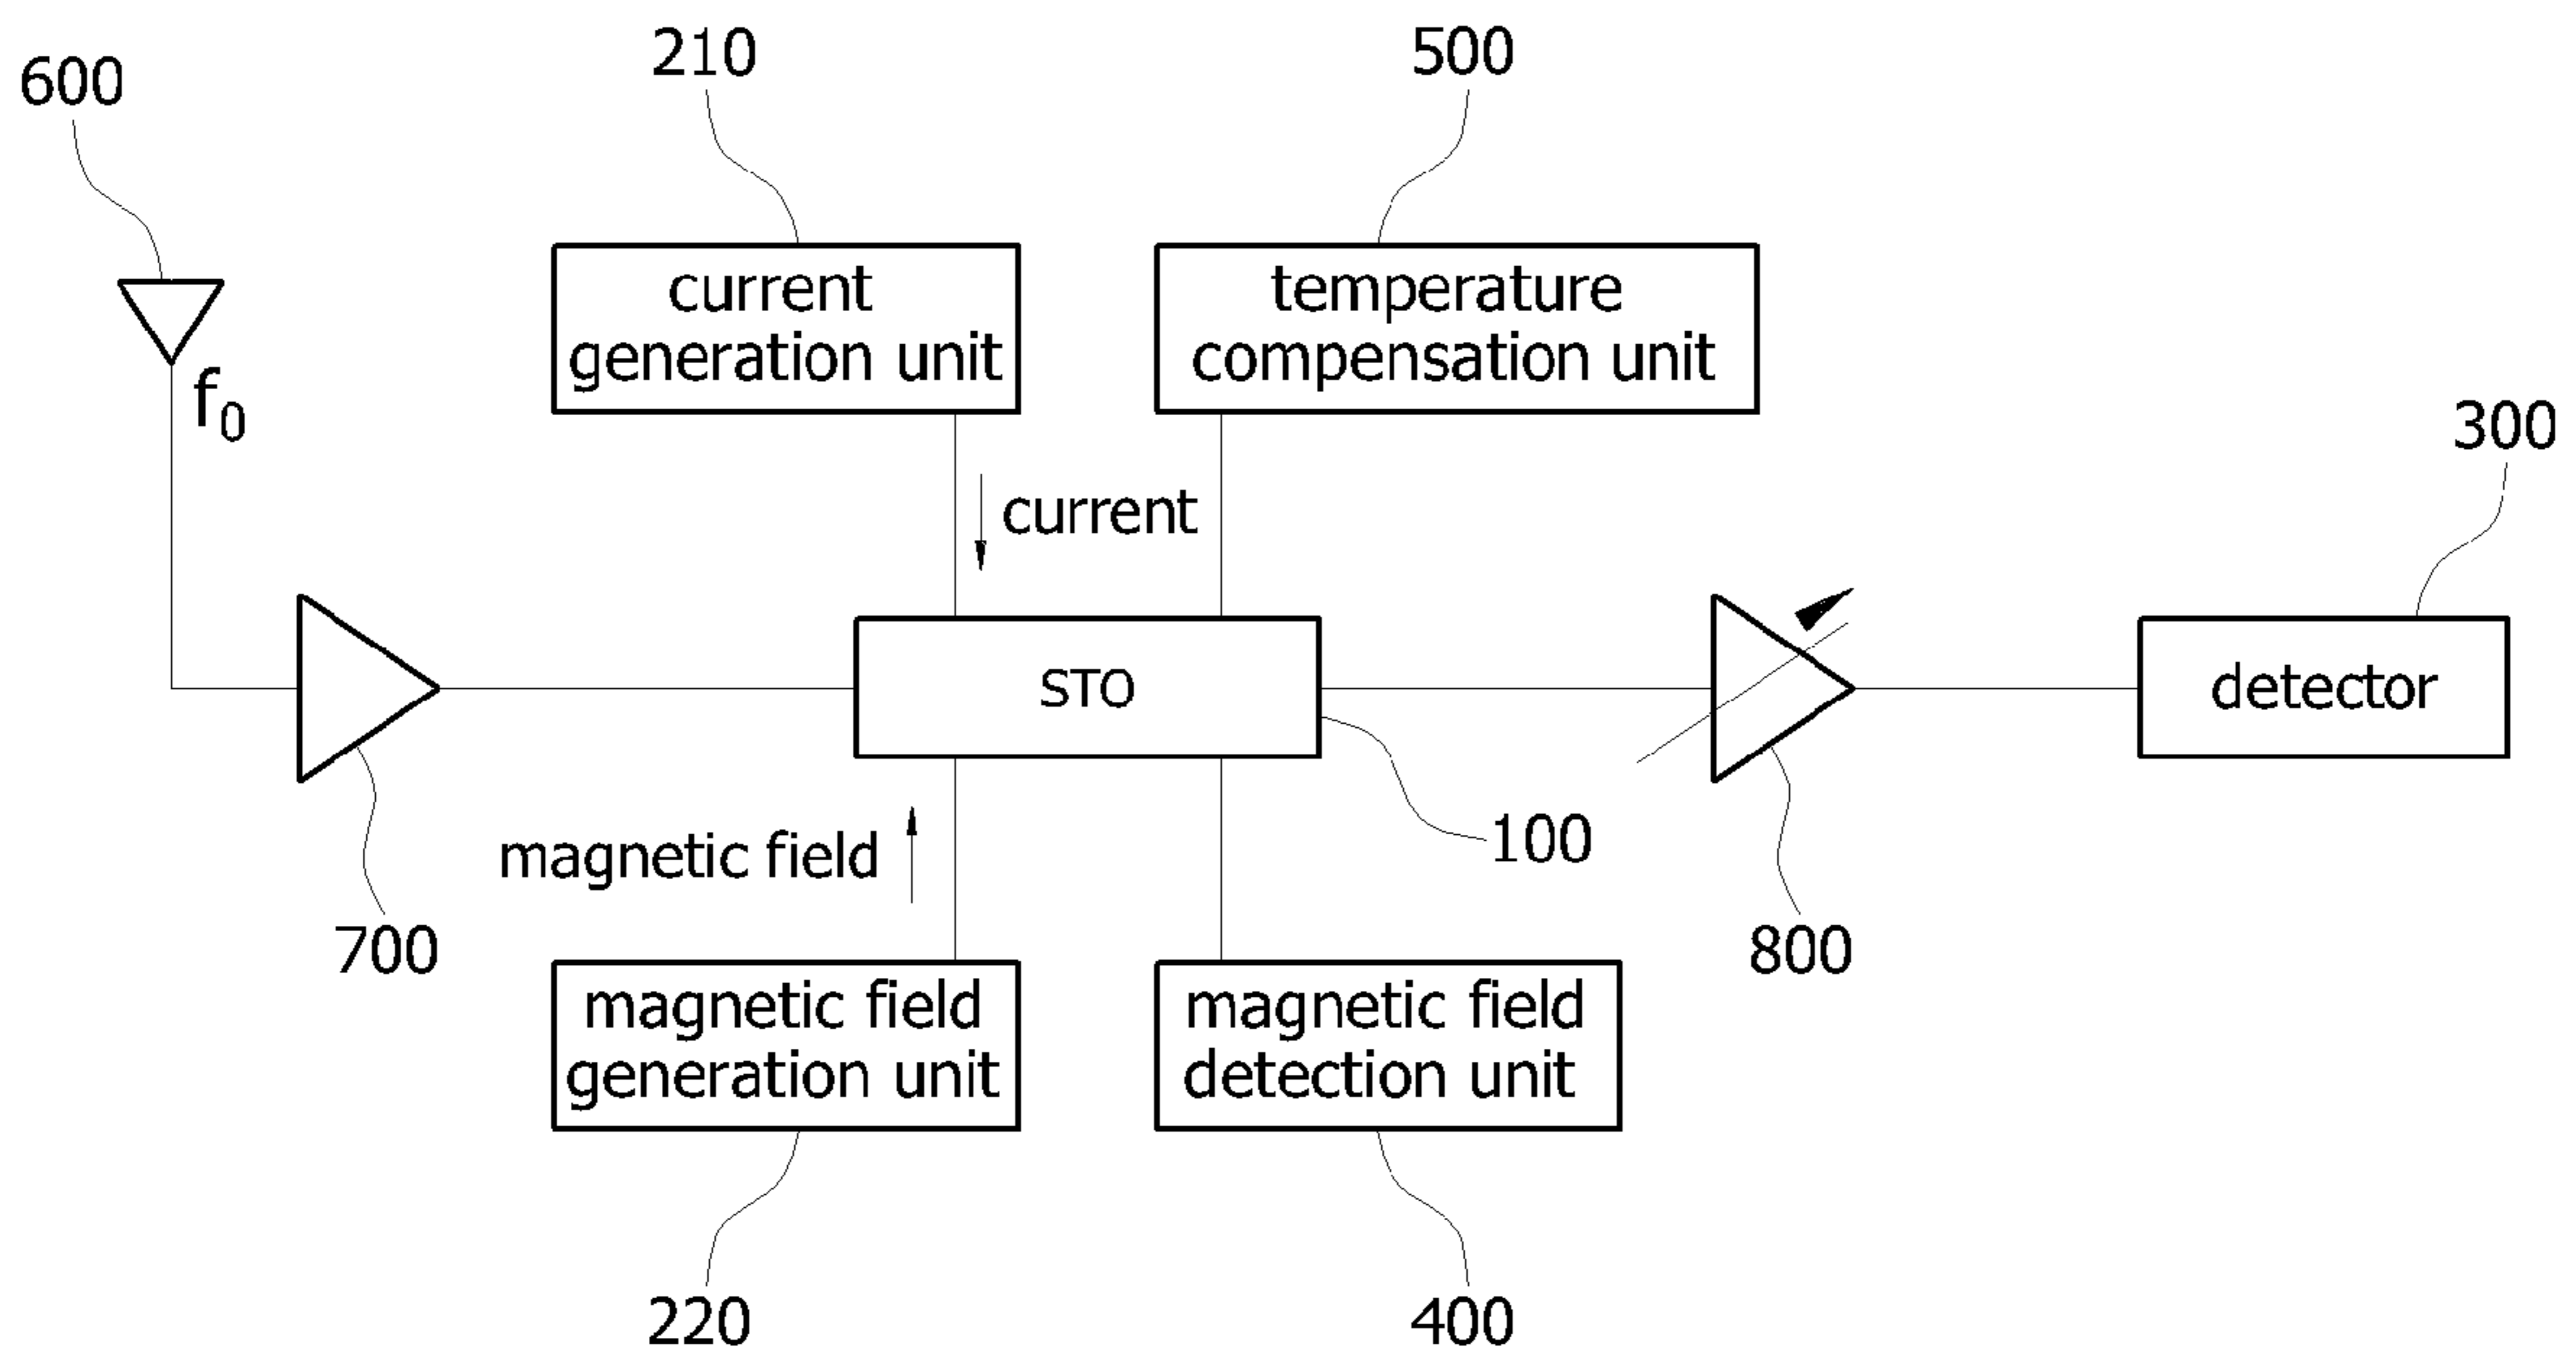 600
210
500
current
generation unit
temperature
compensation unit
f0
300
current
STO
detector
magnetic field
100
700
800
magnetic field
generation unit
magnetic field
detection unit
220
400